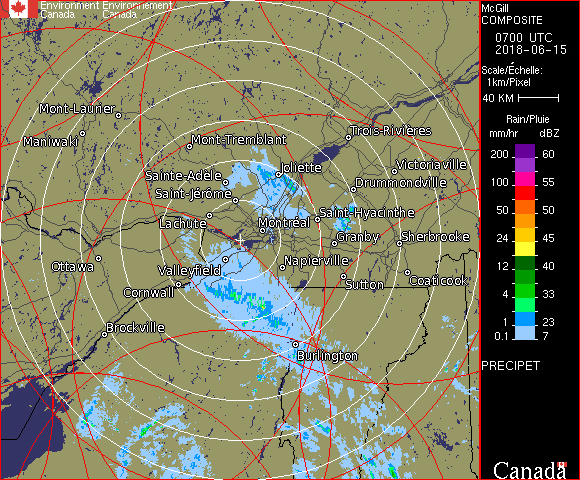 Environment Environnement
Canada Canada
McGill
COMPOSITE
0700 UTC
2018-06-15
Scale/Échelle:
1km/Pixel
40 KM
Rain/Pluie
mm/hr dBZ
200 60
100 55
50 50
24 45
12 40
4 33
1 23
0.1 7
PRECIPET
Canada
Mont-Laurier
Maniwaki
Mont-Tremblant
Trois-Rivières
Victoriaville
Sainte-Adèle
Joliette
Drummondville
Saint-Jérôme
Saint-Hyacinthe
Lachute
Montréal
Granby
Sherbrooke
Ottawa
Valleyfield
Napierville
Cornwall
Sutton
Coaticook
Brockville
Burlington